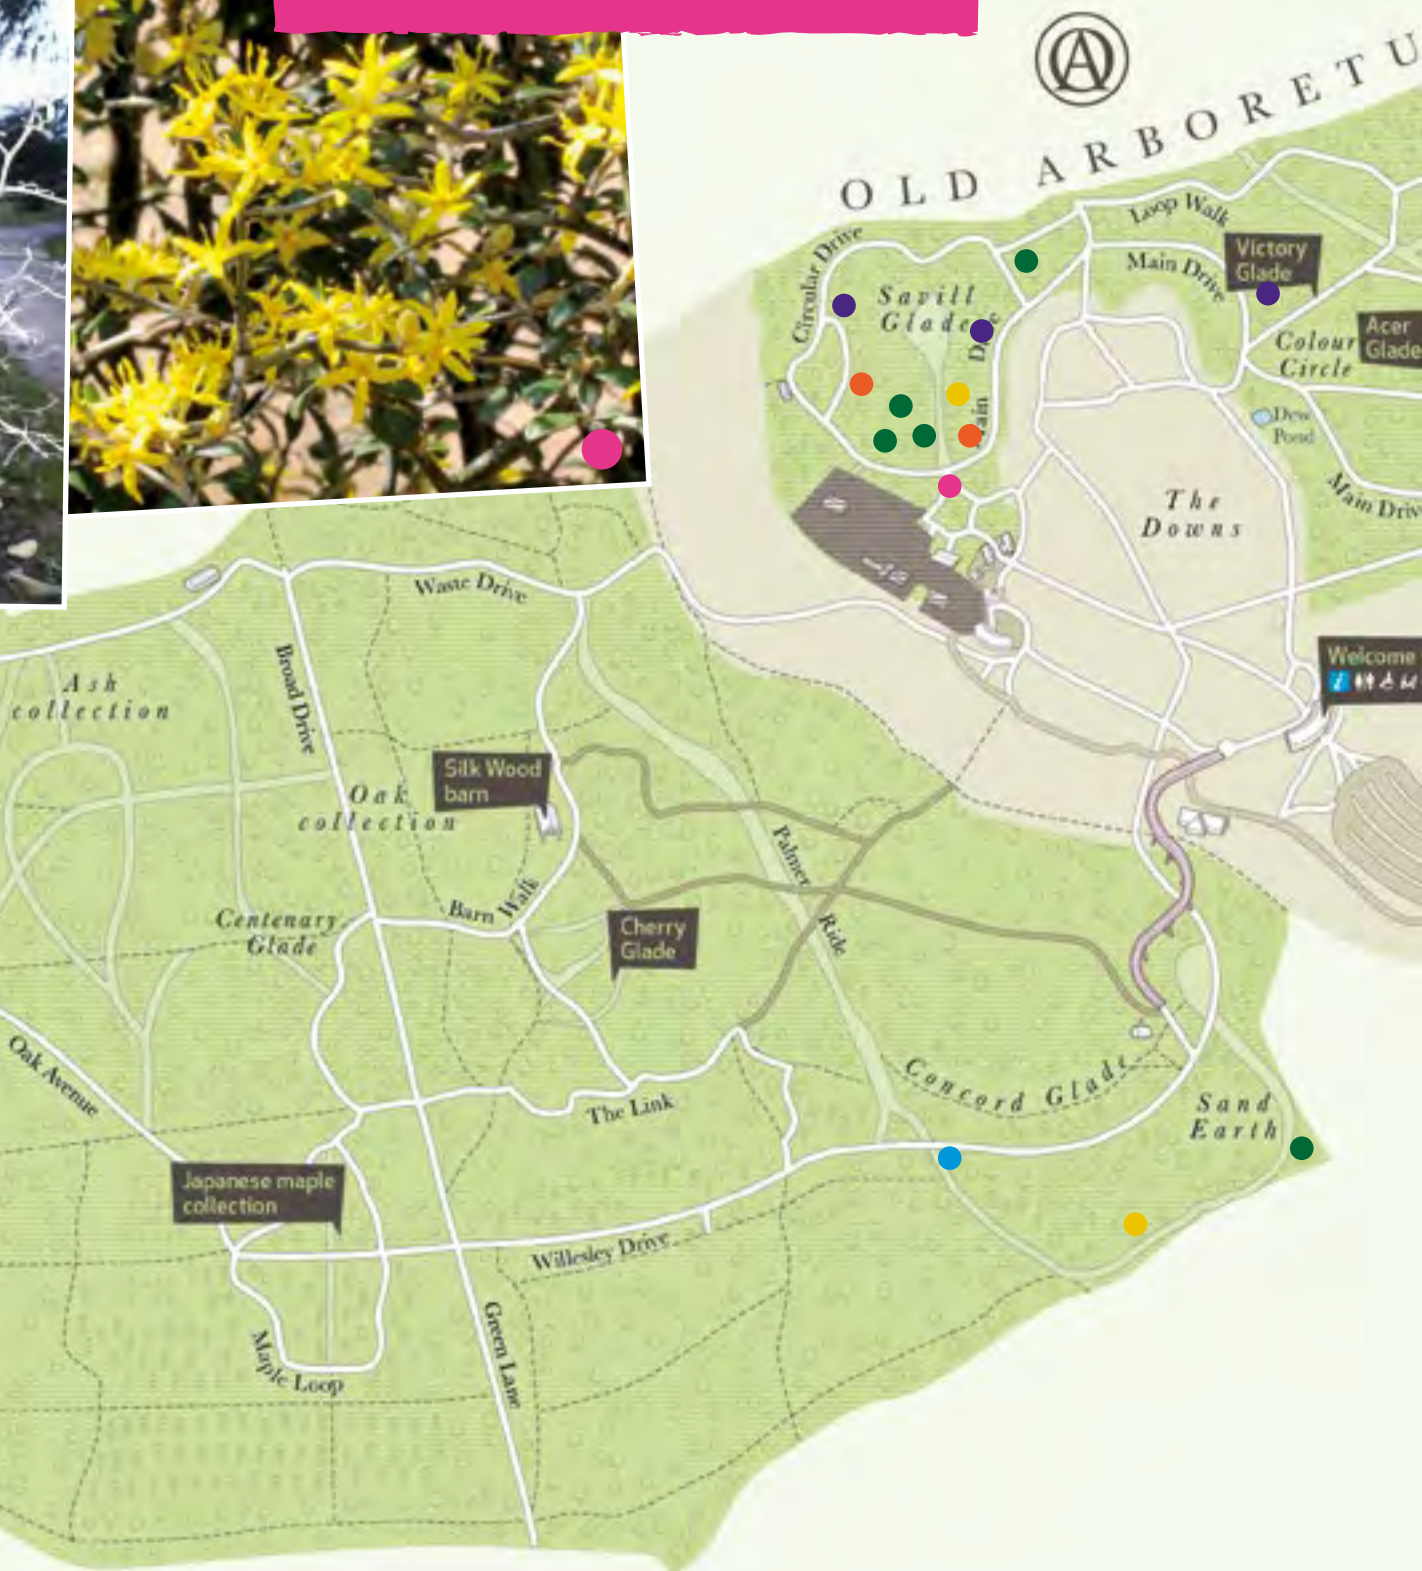 A
OLD ARBORETU
Loop Walk
Circular Drive
Victory
Glade
Main Drive
Savill
Glade
Main D
Colour
Circle
Acer
Glade
Dew
Pond
The
Downs
Main Driv
Waste Drive
Welcome
i
Broad Drive
Ash
collection
Silk Wood
barn
Oak
collection
Palmer Ride
Barn Walk
Centenary
Glade
Cherry
Glade
Oak Avenue
Concord Glade
Sand
Earth
The Link
Japanese maple
collection
Willesley Drive
Green Lane
Maple Loop